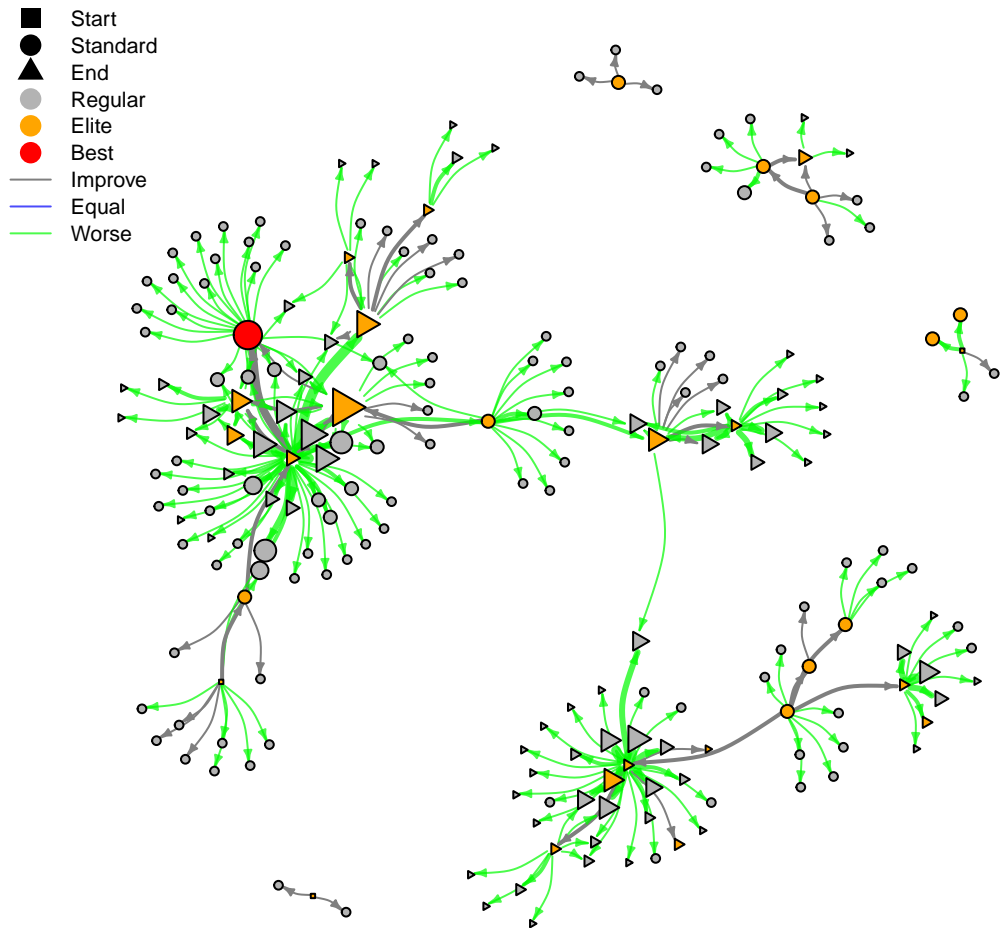 Start
Standard
End
Regular
Elite
Best
Improve
Equal
Worse